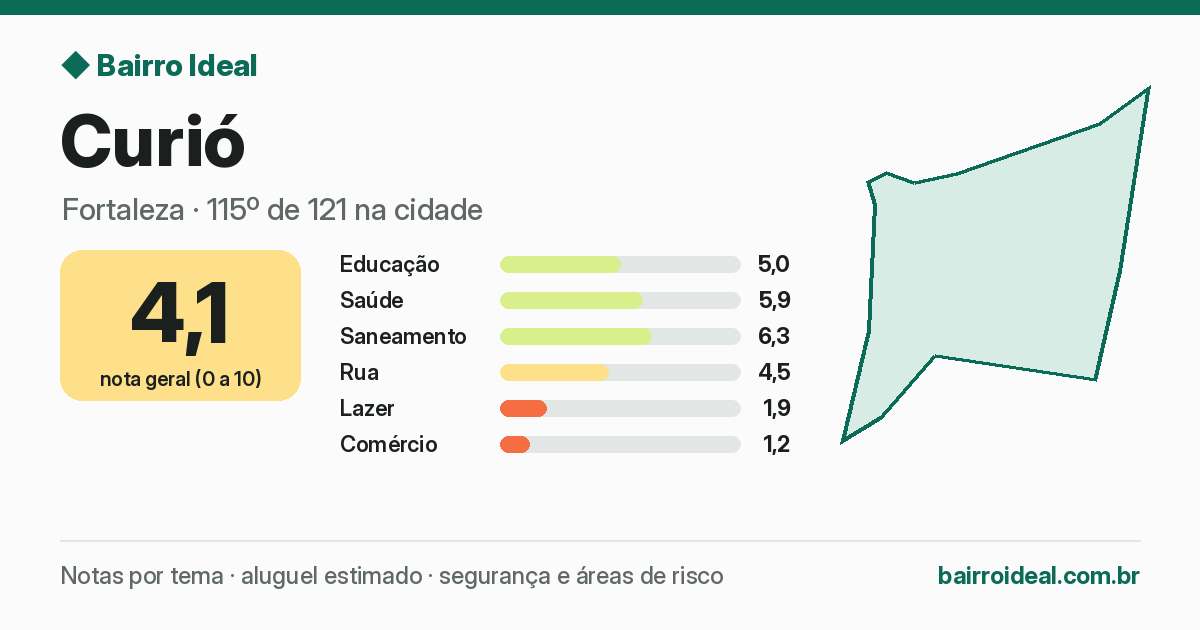 Bairro Ideal
Curió
Fortaleza · 115º de 121 na cidade
4,1
nota geral (0 a 10)
Educação 5,0
Saúde 5,9
Saneamento 6,3
Rua 4,5
Lazer 1,9
Comércio 1,2
Notas por tema · aluguel estimado · segurança e áreas de risco
bairroideal.com.br